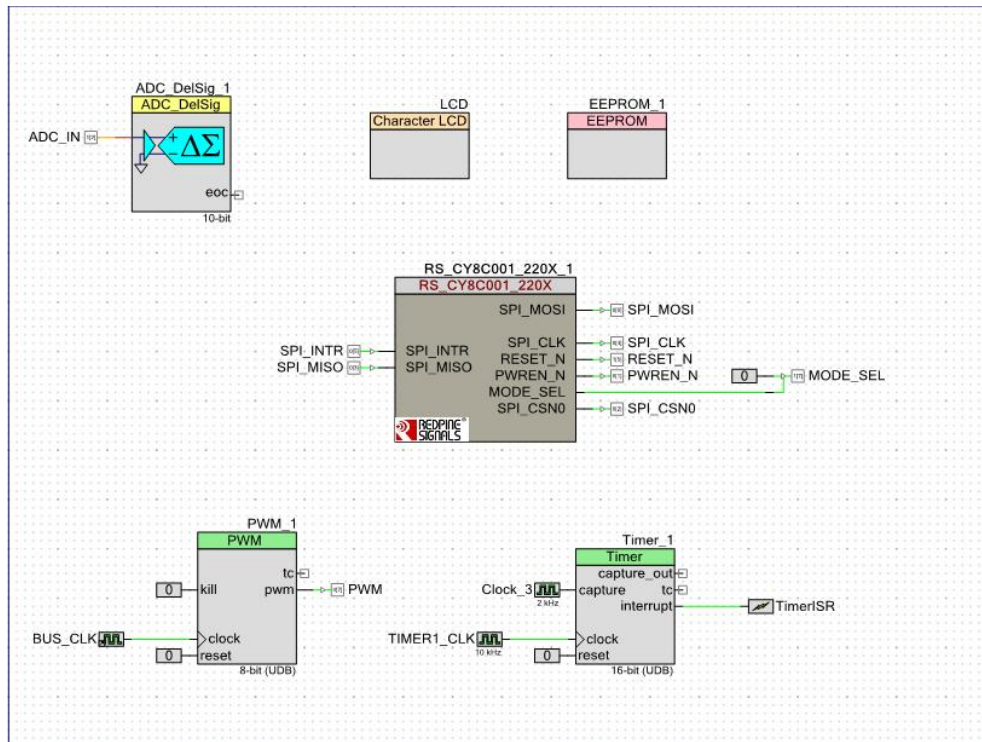 ADC_DelSig_1
ADC_DelSig
ADC_IN
+
-
ΔΣ
eoc
10-bit
LCD
Character LCD
EEPROM_1
EEPROM
RS_CY8C001_220X_1
RS_CY8C001_220X
SPI_MOSI SPI_MOSI
SPI_INTR SPI_INTR
SPI_MISO SPI_MISO
SPI_CLK SPI_CLK
RESET_N RESET_N
PWREN_N PWREN_N
0 MODE_SEL
MODE_SEL
SPI_CSN0 SPI_CSN0
REDPINE®
SIGNALS
PWM_1
PWM
tc
0 kill pwm PWM
BUS_CLK clock
0 reset
8-bit (UDB)
Timer_1
Timer
capture_out
Clock_3 capture tc
2 kHz
interrupt TimerISR
TIMER1_CLK clock
10 kHz
0 reset
16-bit (UDB)